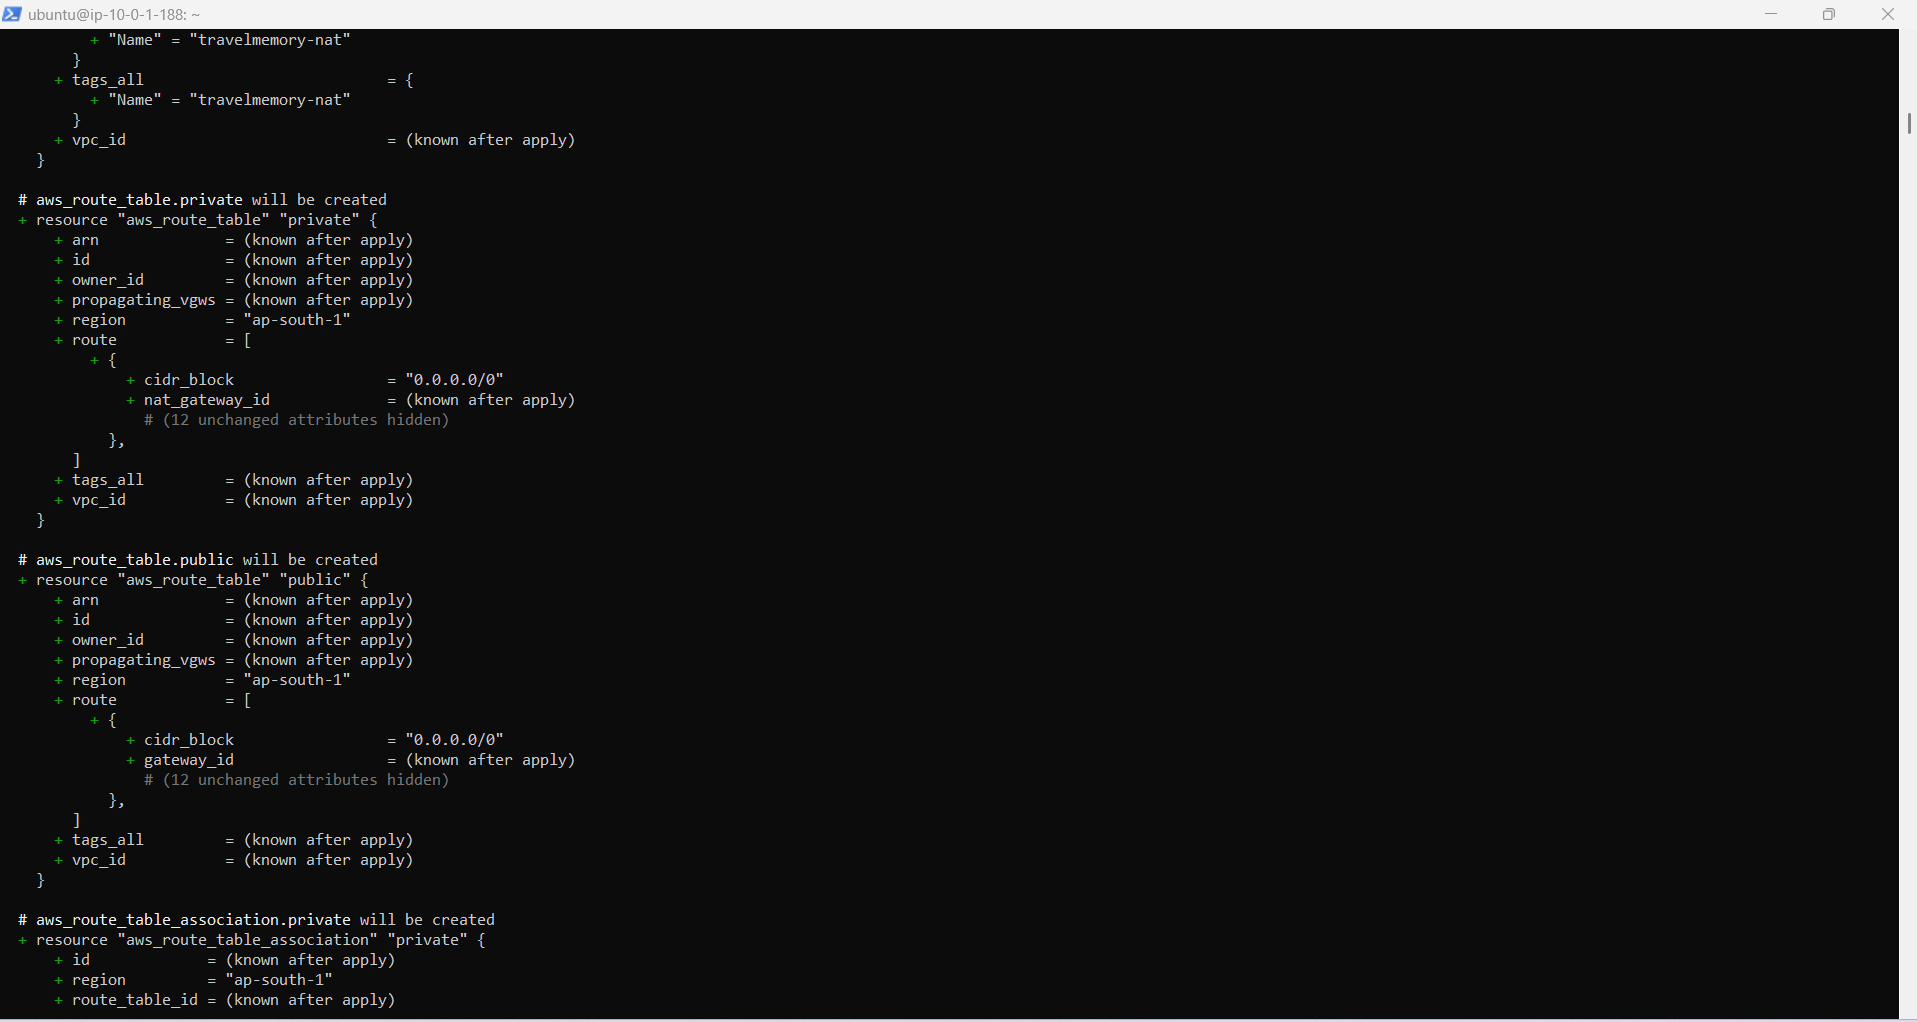 ubuntu@ip-10-0-1-188: ~
+ "Name" = "travelmemory-nat"
}
+ tags_all = {
+ "Name" = "travelmemory-nat"
}
+ vpc_id = (known after apply)
}
# aws_route_table.private will be created
+ resource "aws_route_table" "private" {
+ arn = (known after apply)
+ id = (known after apply)
+ owner_id = (known after apply)
+ propagating_vgws = (known after apply)
+ region = "ap-south-1"
+ route = [
+ {
+ cidr_block = "0.0.0.0/0"
+ nat_gateway_id = (known after apply)
# (12 unchanged attributes hidden)
},
]
+ tags_all = (known after apply)
+ vpc_id = (known after apply)
}
# aws_route_table.public will be created
+ resource "aws_route_table" "public" {
+ arn = (known after apply)
+ id = (known after apply)
+ owner_id = (known after apply)
+ propagating_vgws = (known after apply)
+ region = "ap-south-1"
+ route = [
+ {
+ cidr_block = "0.0.0.0/0"
+ gateway_id = (known after apply)
# (12 unchanged attributes hidden)
},
]
+ tags_all = (known after apply)
+ vpc_id = (known after apply)
}
# aws_route_table_association.private will be created
+ resource "aws_route_table_association" "private" {
+ id = (known after apply)
+ region = "ap-south-1"
+ route_table_id = (known after apply)